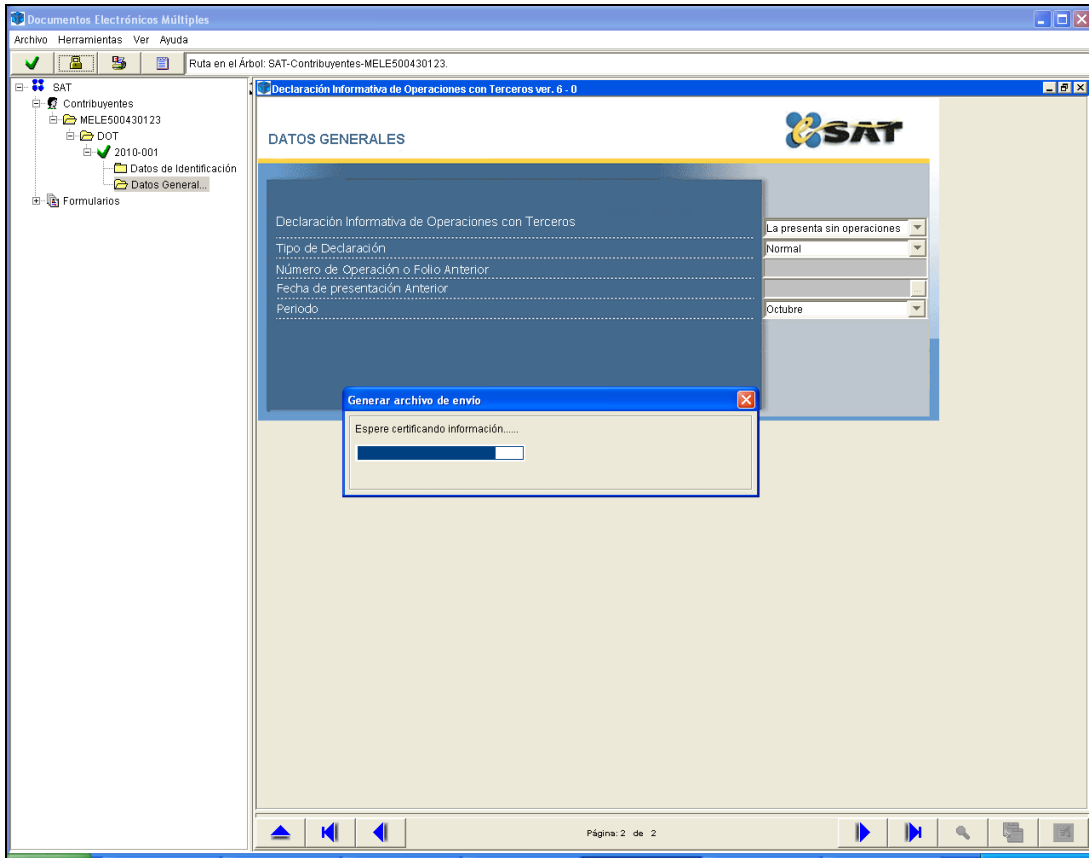 Documentos Electrónicos Múltiples
Archivo Herramientas Ver Ayuda
Ruta en el Árbol: SAT-Contribuyentes-MELE500430123.
SAT
Contribuyentes
MELE500430123
DOT
2010-001
Datos de Identificación
Datos General...
Formularios
Declaración Informativa de Operaciones con Terceros ver. 6 - 0
DATOS GENERALES
eSAT
Declaración Informativa de Operaciones con Terceros
La presenta sin operaciones
Tipo de Declaración
Normal
Número de Operación o Folio Anterior
Fecha de presentación Anterior
...
Periodo
Octubre
Generar archivo de envío
Espere certificando información......
Página: 2 de 2